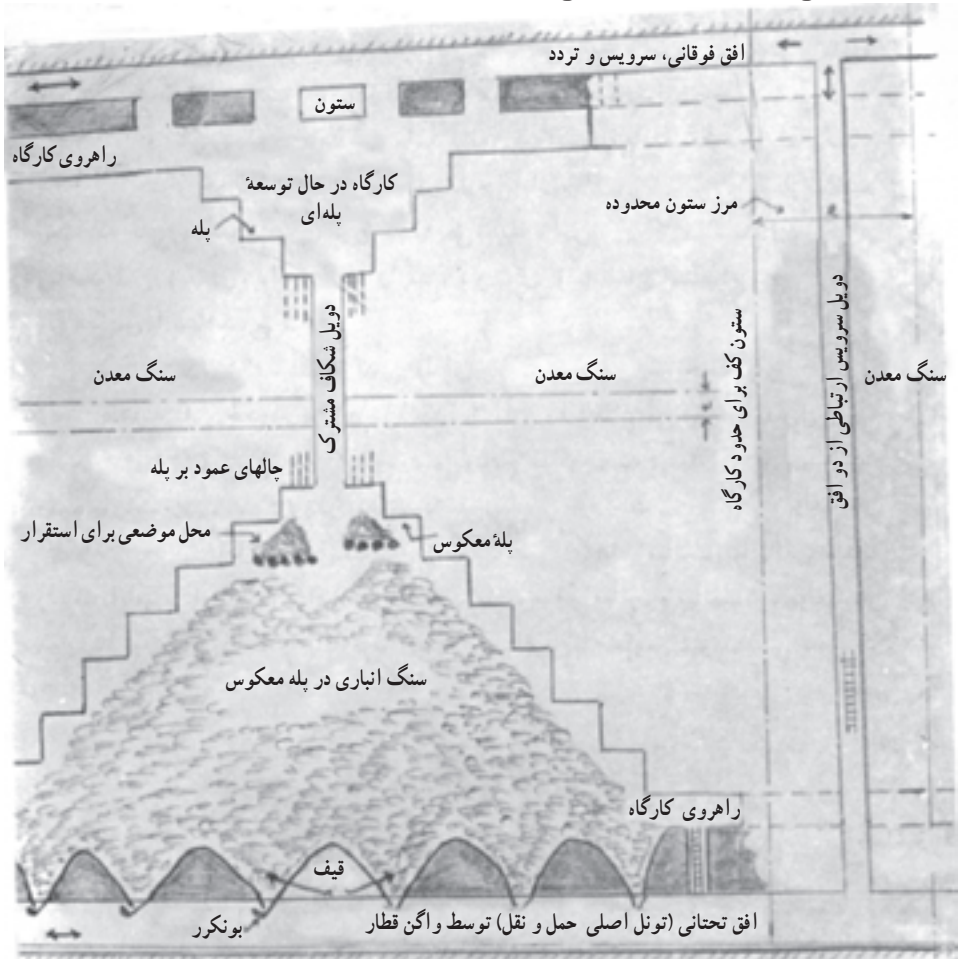 افق فوقانی، سرویس و تردد
ستون
راهروی کارگاه
کارگاه در حال توسعهٔ
پله‌ای
پله
مرز ستون محدوده
دویل شکاف مشترک
ستون کف برای حدود کارگاه
دویل سرویس ارتباطی از دو افق
سنگ معدن
سنگ معدن
سنگ معدن
چالهای عمود بر پله
محل موضعی برای استقرار
پلهٔ معکوس
سنگ انباری در پله معکوس
راهروی کارگاه
قیف
بونکرر
افق تحتانی (تونل اصلی حمل و نقل) توسط واگن قطار